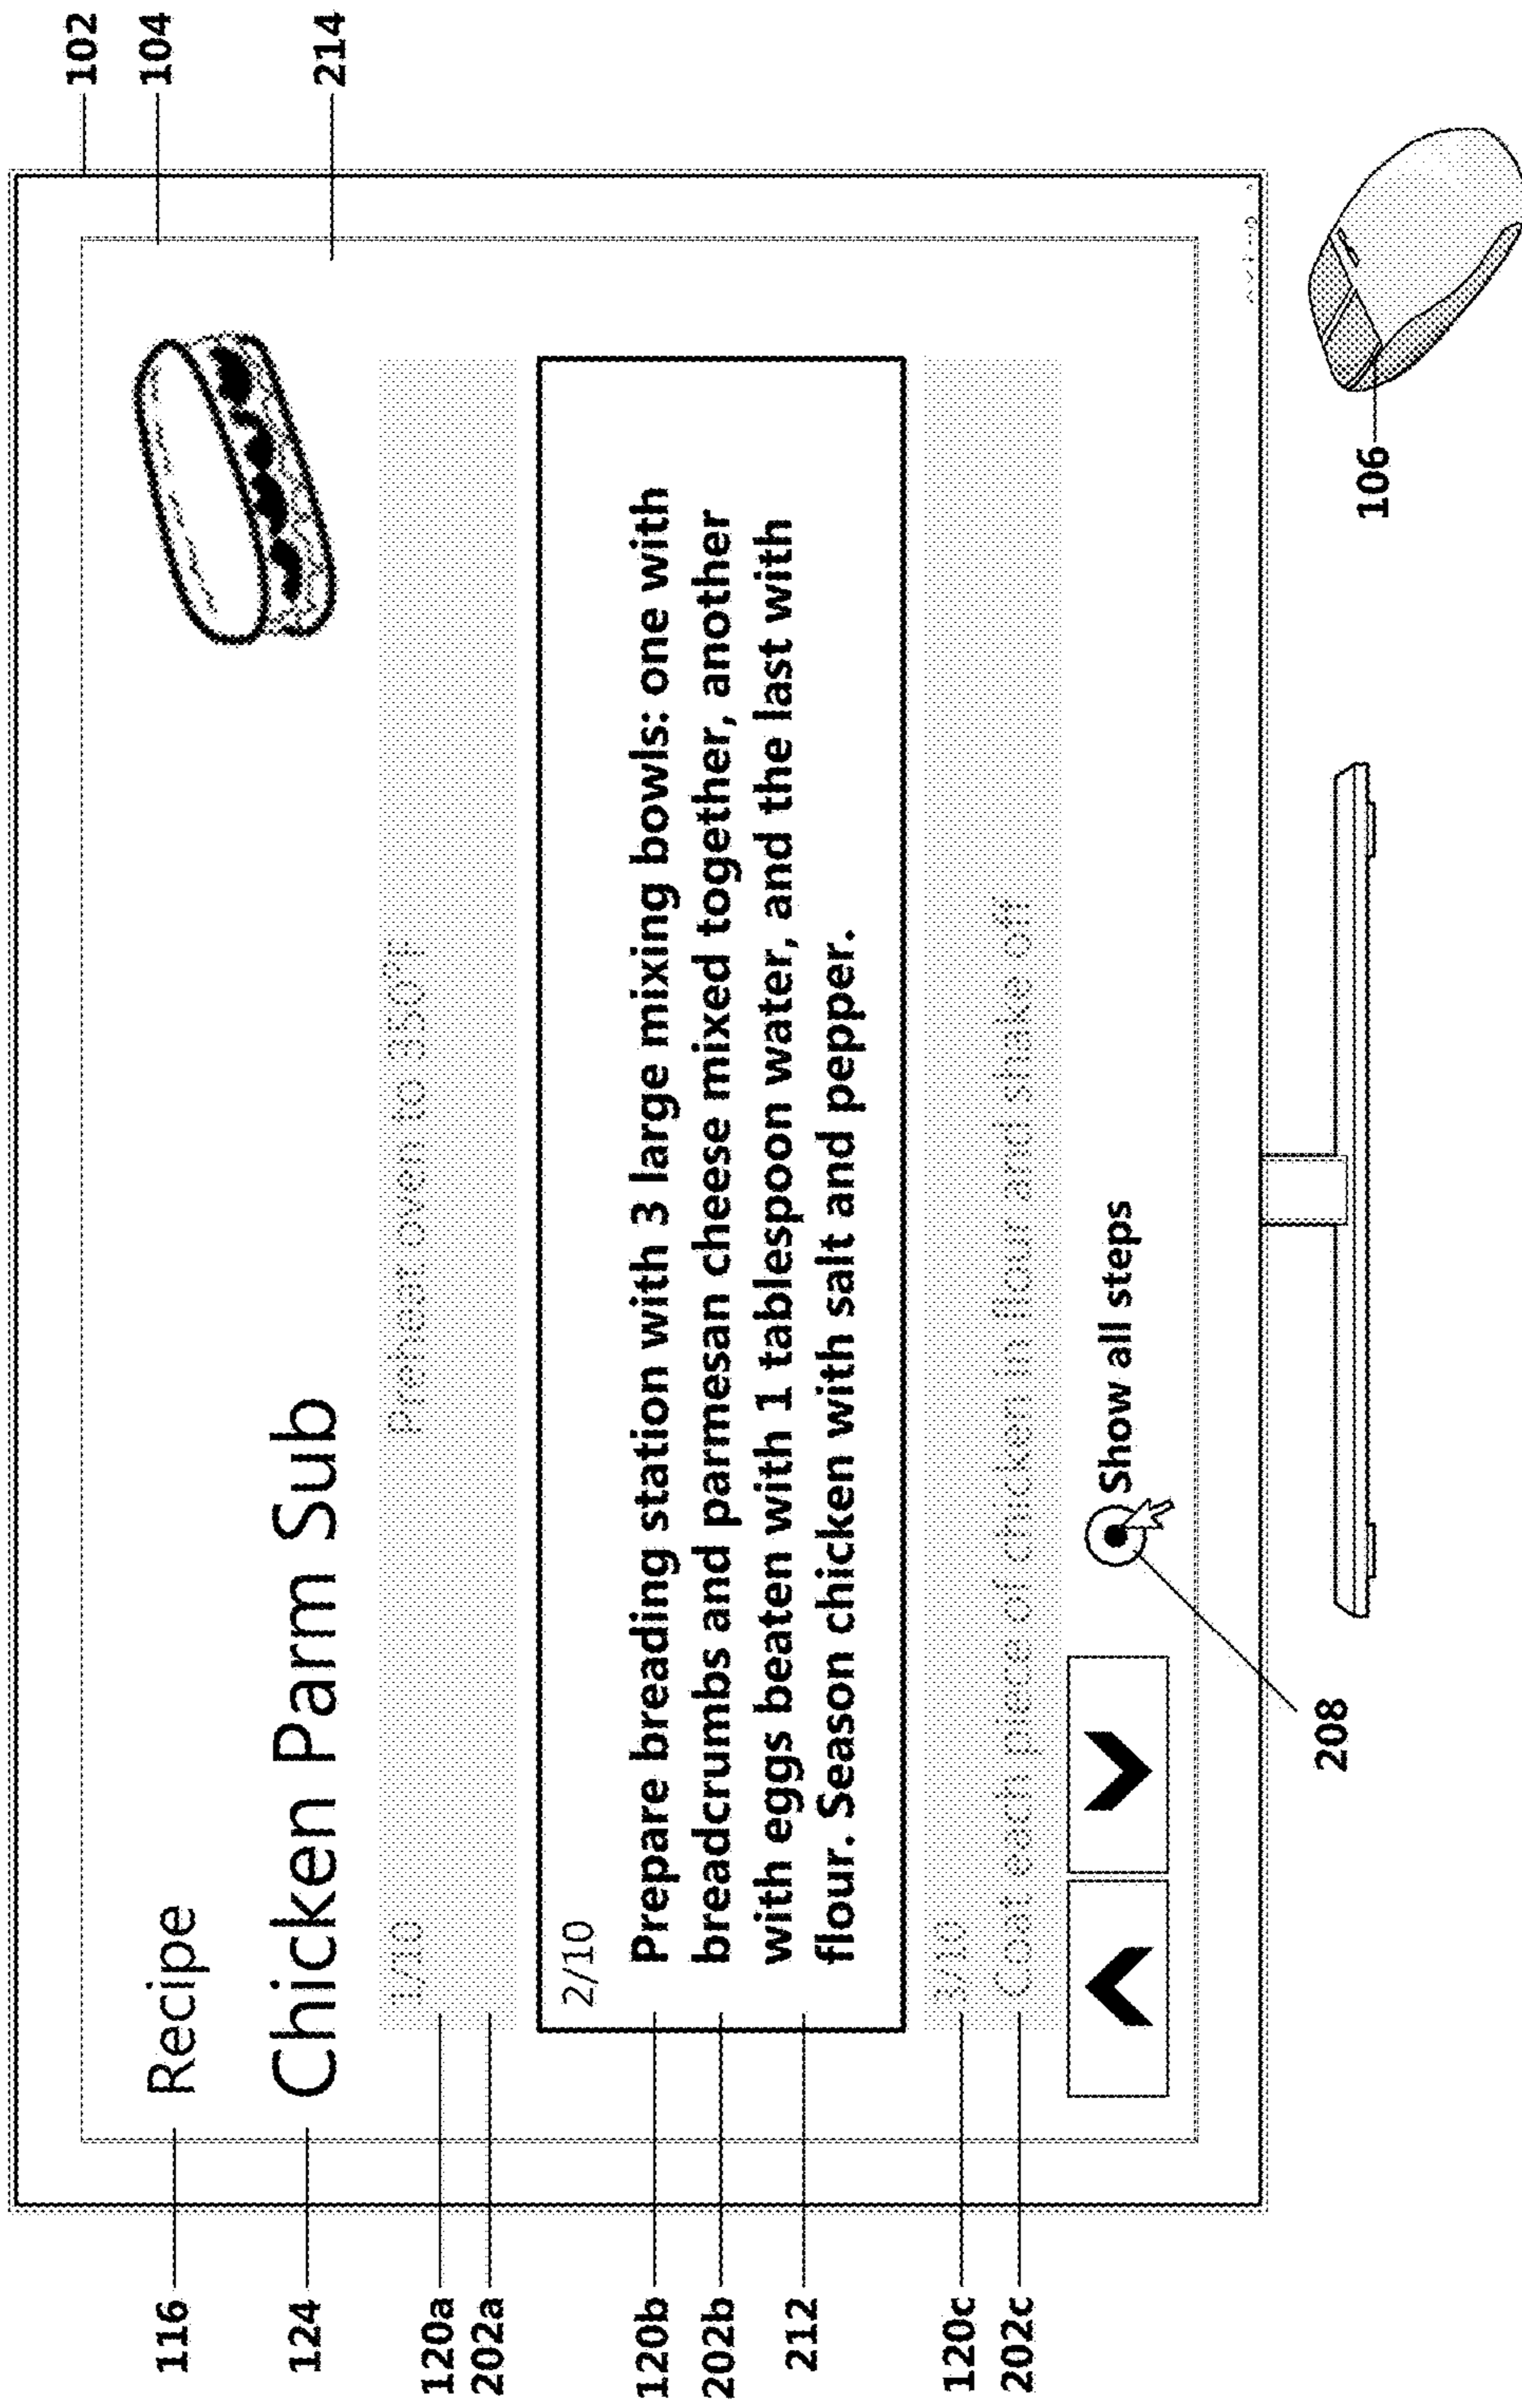 102
104
214
116
Recipe
124
Chicken Parm Sub
120a
1/10
202a
Preheat oven to 350°F
2/10
120b
Prepare breading station with 3 large mixing bowls: one with
202b
breadcrumbs and parmesan cheese mixed together, another
212
with eggs beaten with 1 tablespoon water, and the last with
flour. Season chicken with salt and pepper.
120c
3/10
202c
Coat each piece of chicken in flour and shake off
Show all steps
208
106